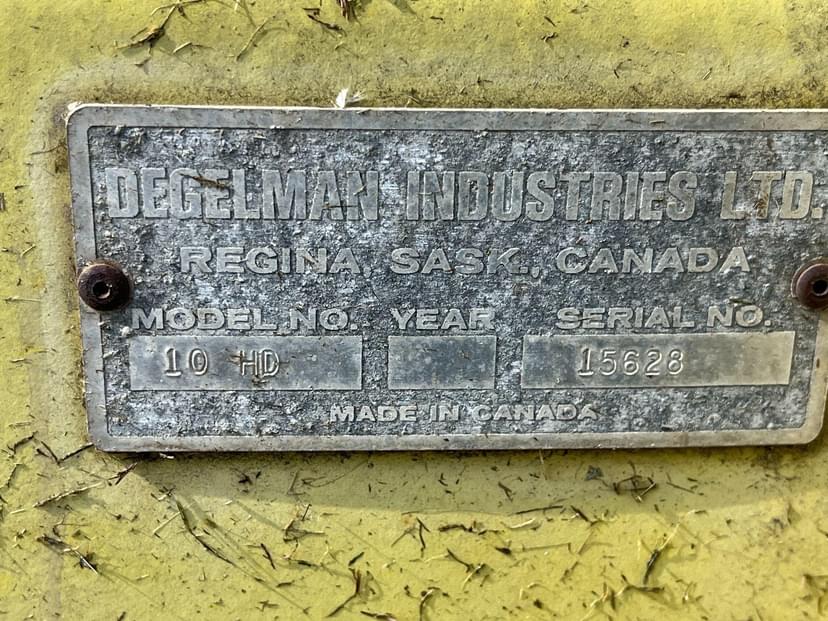 DEGELMAN INDUSTRIES LTD.
REGINA, SASK., CANADA
MODEL NO. YEAR SERIAL NO.
10 HD 15628
MADE IN CANADA